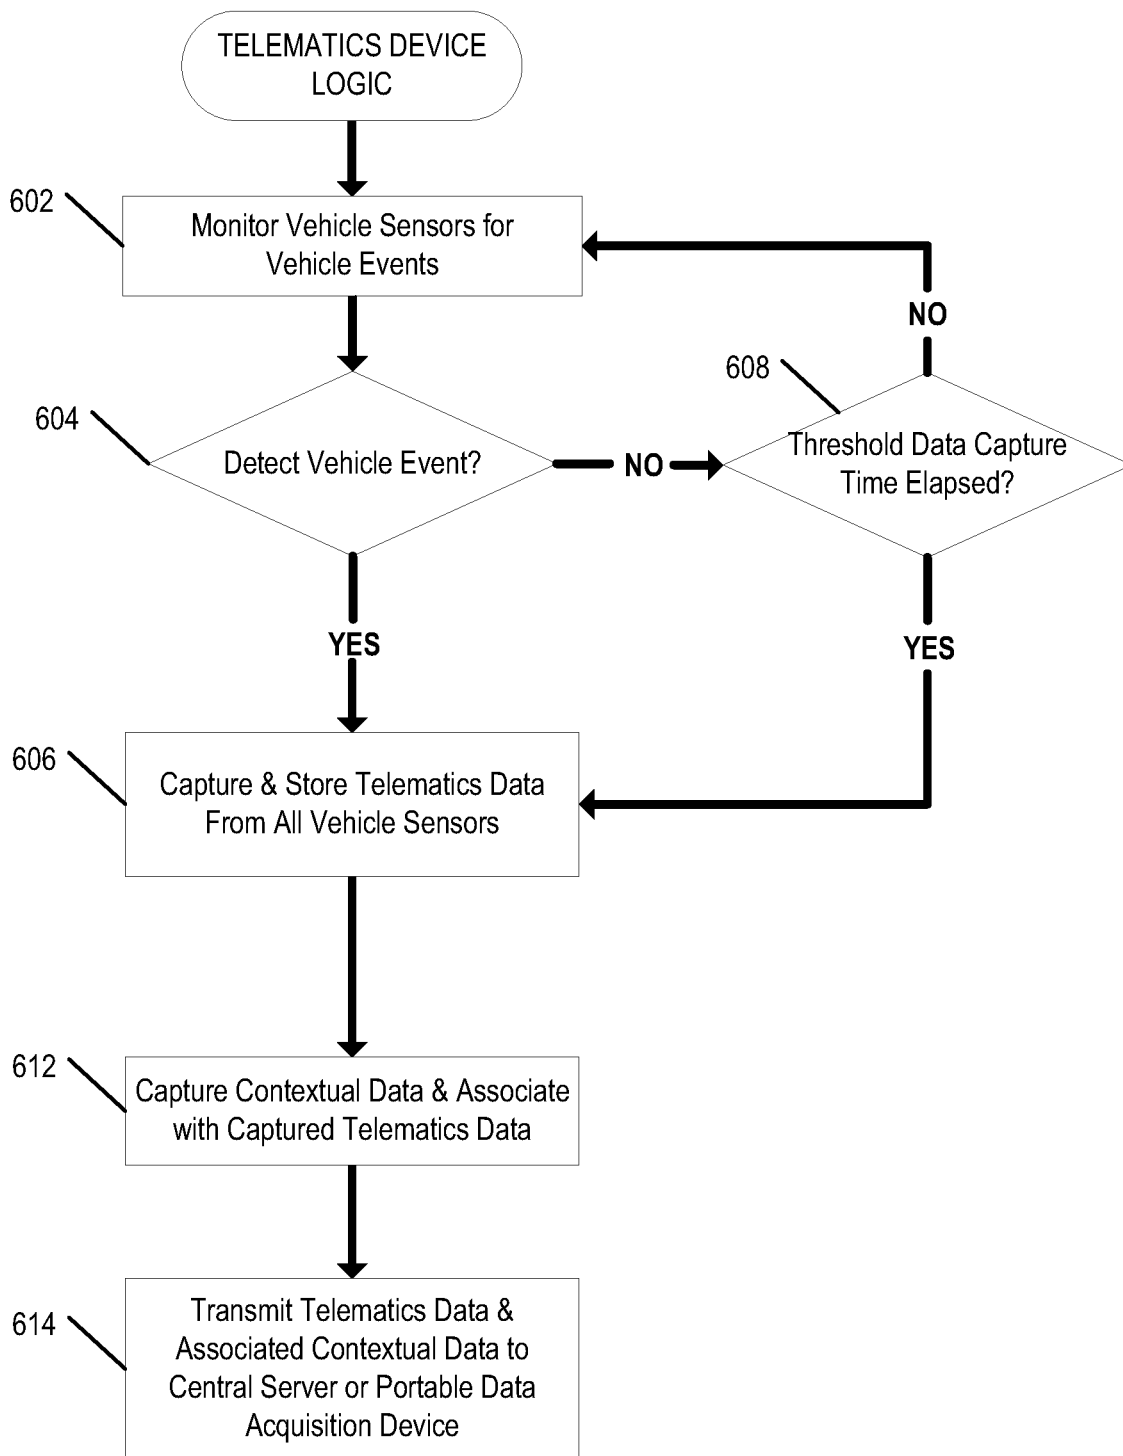 TELEMATICS DEVICE
LOGIC
602
Monitor Vehicle Sensors for
Vehicle Events
NO
608
604
Detect Vehicle Event?
NO
Threshold Data Capture
Time Elapsed?
YES
YES
606
Capture & Store Telematics Data
From All Vehicle Sensors
612
Capture Contextual Data & Associate
with Captured Telematics Data
614
Transmit Telematics Data &
Associated Contextual Data to
Central Server or Portable Data
Acquisition Device